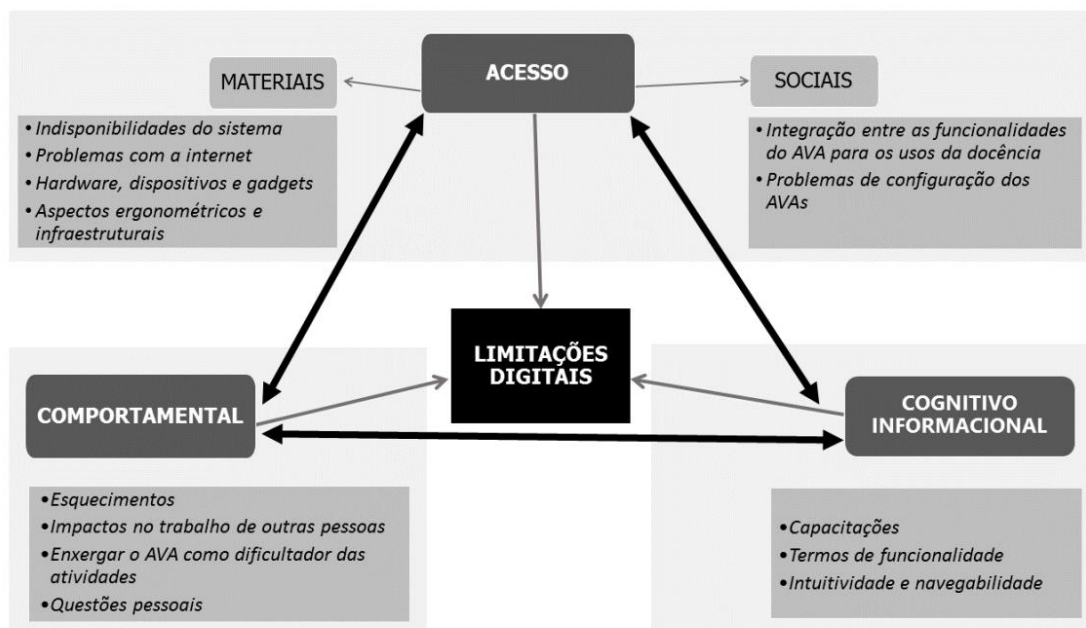 ACESSO
MATERIAIS
•Indisponibilidades do sistema
•Problemas com a internet
•Hardware, dispositivos e gadgets
•Aspectos ergonométricos e
infraestruturais
SOCIAIS
•Integração entre as funcionalidades
do AVA para os usos da docência
•Problemas de configuração dos
AVAs
LIMITAÇÕES
DIGITAIS
COMPORTAMENTAL
•Esquecimentos
•Impactos no trabalho de outras pessoas
•Enxergar o AVA como dificultador das
atividades
•Questões pessoais
COGNITIVO
INFORMACIONAL
•Capacitações
•Termos de funcionalidade
•Intuitividade e navegabilidade